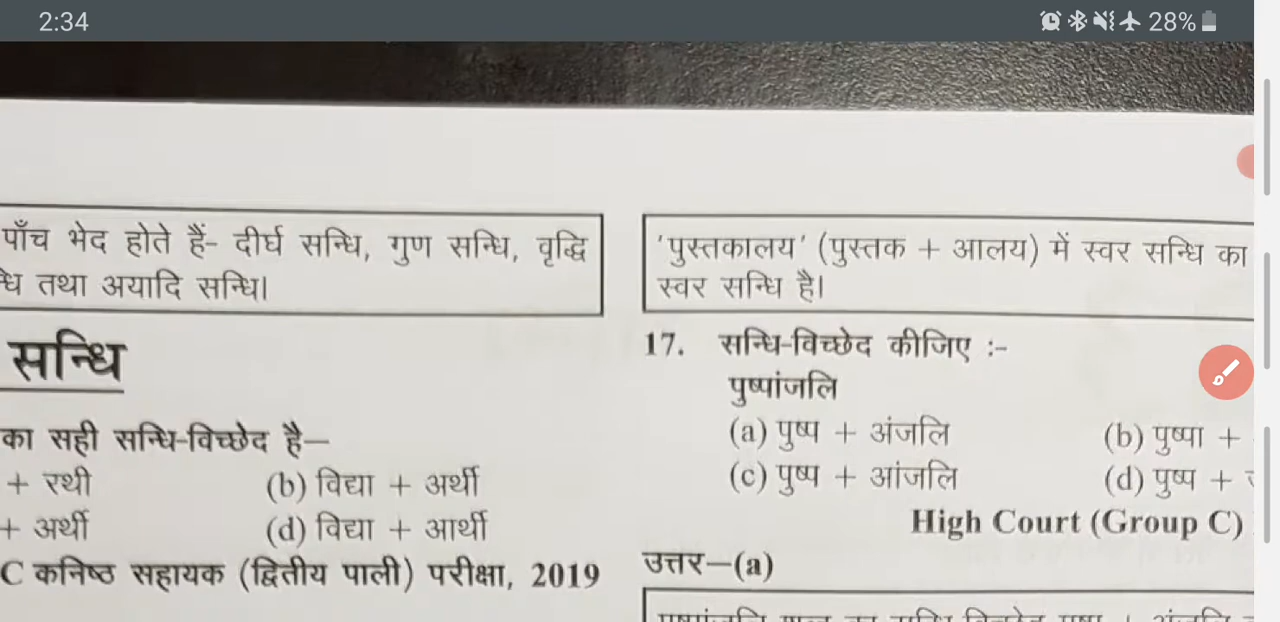 2:34
28%
पाँच भेद होते हैं- दीर्घ सन्धि, गुण सन्धि, वृद्धि
तथा अयादि सन्धि।
सन्धि
का सही सन्धि-विच्छेद है—
+ रथी
(b) विद्या + अर्थी
+ अर्थी
(d) विद्या + आर्थी
C कनिष्ठ सहायक (द्वितीय पाली) परीक्षा, 2019
'पुस्तकालय' (पुस्तक + आलय) में स्वर सन्धि का
स्वर सन्धि है।
17. सन्धि-विच्छेद कीजिए :-
पुष्पांजलि
(a) पुष्प + अंजलि
(b) पुष्पा +
(c) पुष्प + आंजलि
(d) पुष्प +
High Court (Group C)
उत्तर—(a)